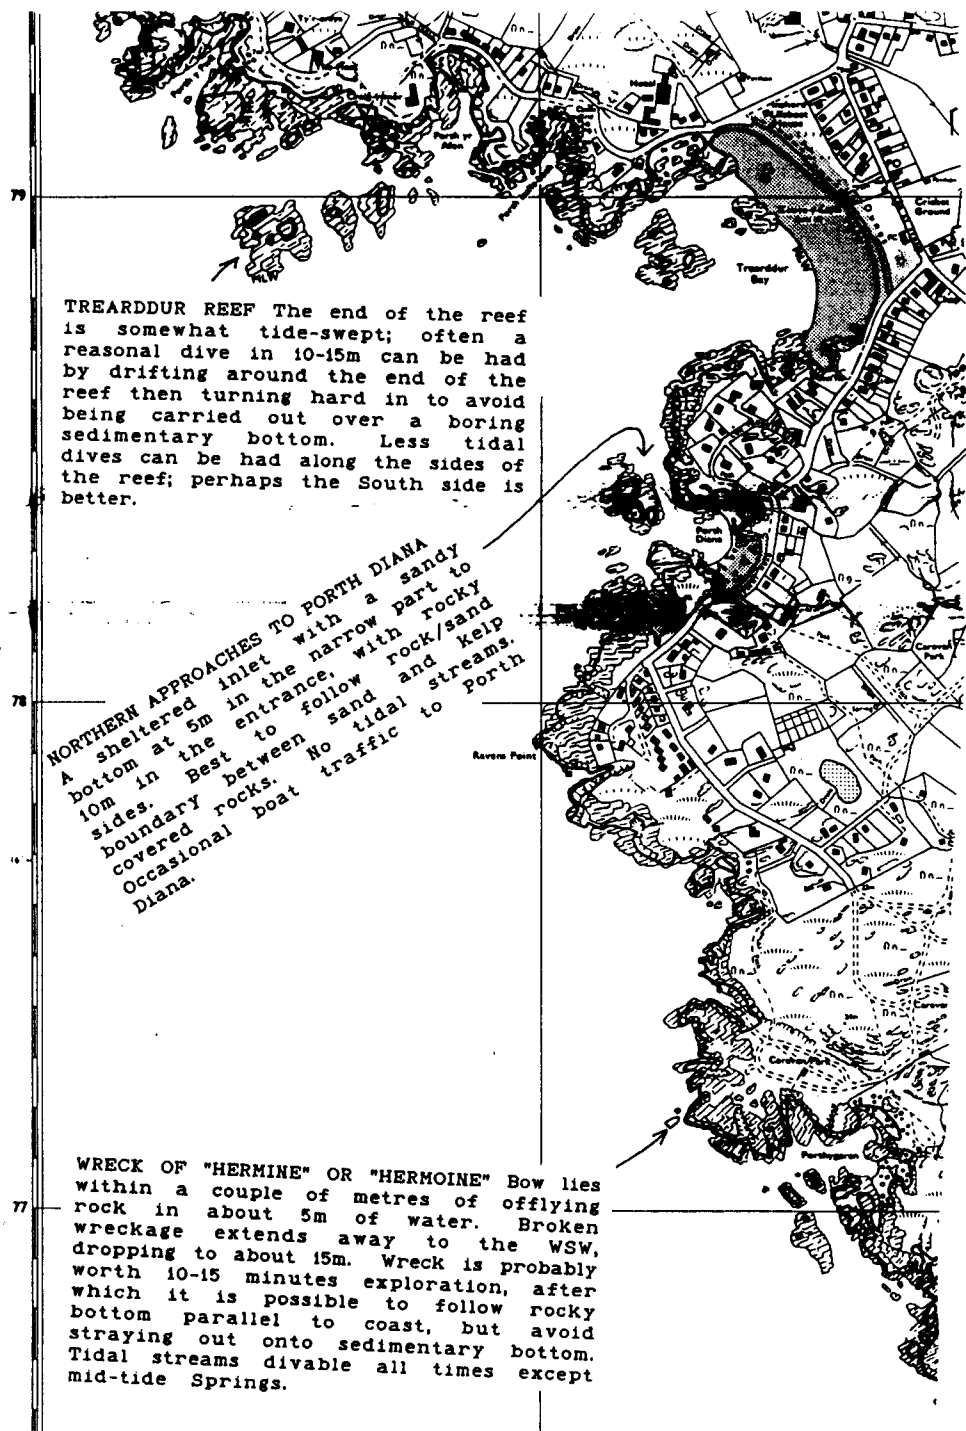 Hotel
Porth yr
Afon
79
Cricket
Ground
MLW
Trearddur
Bay
TREARDDUR REEF The end of the reef
is somewhat tide-swept; often a
reasonal dive in 10-15m can be had
by drifting around the end of the
reef then turning hard in to avoid
being carried out over a boring
sedimentary bottom. Less tidal
dives can be had along the sides of
the reef; perhaps the South side is
better.
Porth
Diana
NORTHERN APPROACHES TO PORTH DIANA
A sheltered inlet with a sandy
bottom at 5m in the narrow part to
10m in the entrance, with rocky
sides. Best to follow rock/sand
boundary between sand and kelp
covered rocks. No tidal streams.
Occasional boat traffic to Porth
Diana.
Caravan
Park
78
Ravens Point
Caravan Park
Porthygaran
WRECK OF "HERMINE" OR "HERMOINE" Bow lies
within a couple of metres of offlying
rock in about 5m of water. Broken
wreckage extends away to the WSW,
dropping to about 15m. Wreck is probably
worth 10-15 minutes exploration, after
which it is possible to follow rocky
bottom parallel to coast, but avoid
straying out onto sedimentary bottom.
Tidal streams divable all times except
mid-tide Springs.
77